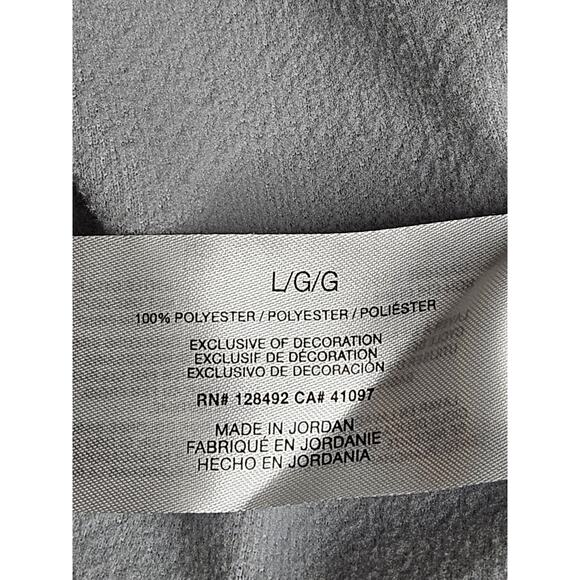 L/G/G
100% POLYESTER / POLYESTER / POLIÉSTER
EXCLUSIVE OF DECORATION
EXCLUSIF DE DÉCORATION
EXCLUSIVO DE DECORACIÓN
RN# 128492 CA# 41097
MADE IN JORDAN
FABRIQUÉ EN JORDANIE
HECHO EN JORDANIA